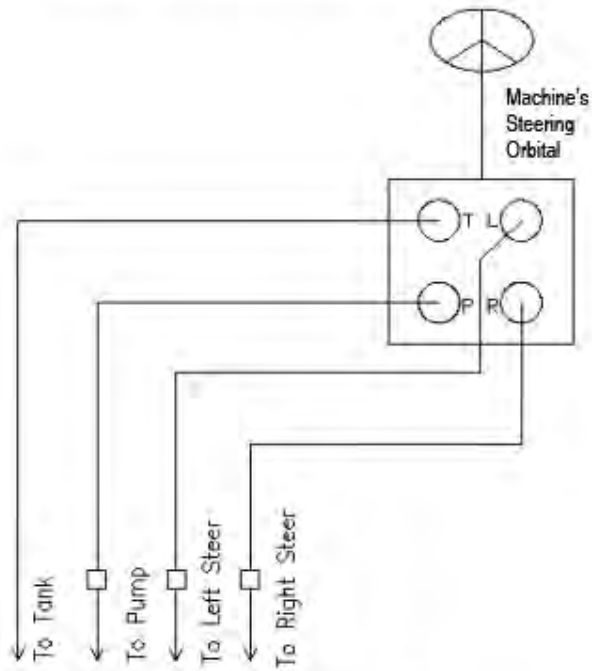 Machine's
Steering
Orbital
T L
P R
To Tank
To Pump
To Left Steer
To Right Steer